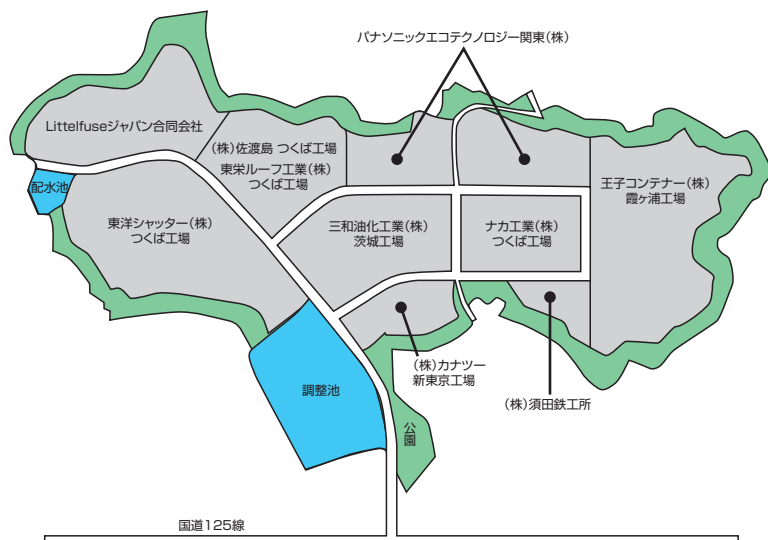 パナソニックエコテクノロジー関東(株)
Littelfuseジャパン合同会社
(株)佐渡島 つくば工場
東栄ルーフ工業(株)
つくば工場
王子コンテナー(株)
霞ヶ浦工場
配水池
東洋シャッター(株)
つくば工場
三和油化工業(株)
茨城工場
ナカ工業(株)
つくば工場
(株)カナツー
新東京工場
(株)須田鉄工所
調整池
公園
国道125線